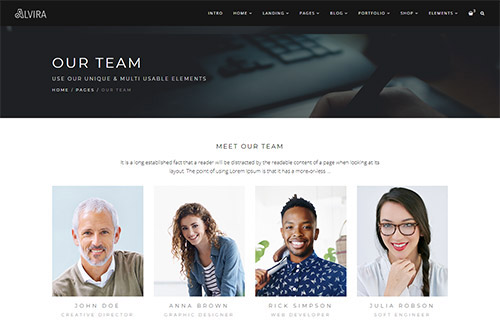 ALVIRA
INTRO HOME LANDING PAGES BLOG PORTFOLIO SHOP ELEMENTS
OUR TEAM
USE OUR UNIQUE & MULTI USABLE ELEMENTS
HOME / PAGES / OUR TEAM
MEET OUR TEAM
It is a long established fact that a reader will be distracted by the readable content of a page when looking at its
layout. The point of using Lorem Ipsum is that it has a more-or-less ...
JOHN DOE ANNA BROWN RICK SIMPSON JULIA ROBSON
CREATIVE DIRECTOR GRAPHIC DESIGNER WEB DEVELOPER SOFT ENGINEER